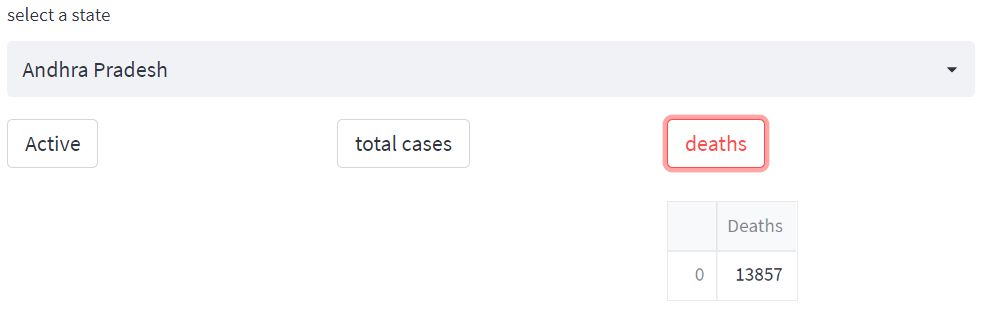 select a state
Andhra Pradesh
Active total cases deaths
Deaths
0 13857